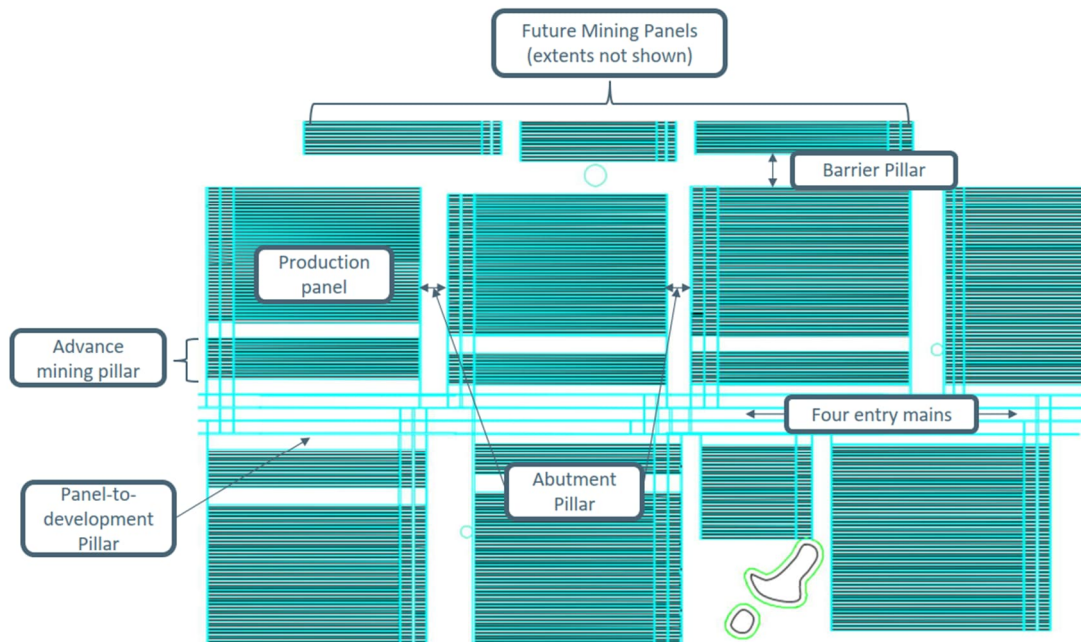 Future Mining Panels
(extents not shown)
Barrier Pillar
Production
panel
Advance
mining pillar
Four entry mains
Panel-to-
development
Pillar
Abutment
Pillar